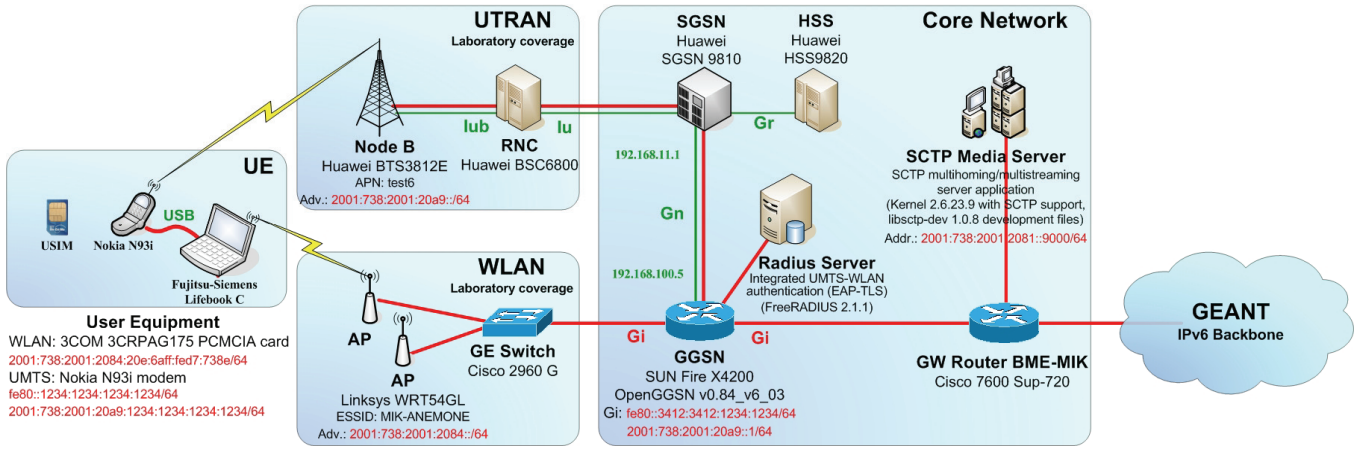 UTRAN
Laboratory coverage
Iub
Iu
Node B
Huawei BTS3812E
APN: test6
Adv.: 2001:738:2001:20a9::/64
RNC
Huawei BSC6800
UE
USB
USIM
Nokia N93i
Fujitsu-Siemens
Lifebook C
User Equipment
WLAN: 3COM 3CRPAG175 PCMCIA card
2001:738:2001:2084:20e:6aff:fed7:738e/64
UMTS: Nokia N93i modem
fe80::1234:1234:1234:1234/64
2001:738:2001:20a9:1234:1234:1234:1234/64
WLAN
Laboratory coverage
AP
AP
Linksys WRT54GL
ESSID: MIK-ANEMONE
Adv.: 2001:738:2001:2084::/64
GE Switch
Cisco 2960 G
Core Network
SGSN
Huawei
SGSN 9810
HSS
Huawei
HSS9820
Gr
192.168.11.1
Gn
192.168.100.5
SCTP Media Server
SCTP multihoming/multistreaming
server application
(Kernel 2.6.23.9 with SCTP support,
libsctp-dev 1.0.8 development files)
Addr.: 2001:738:2001:2081::9000/64
Radius Server
Integrated UMTS-WLAN
authentication (EAP-TLS)
(FreeRADIUS 2.1.1)
Gi
Gi
GGSN
SUN Fire X4200
OpenGGSN v0.84_v6_03
Gi: fe80::3412:3412:1234:1234/64
2001:738:2001:20a9::1/64
GW Router BME-MIK
Cisco 7600 Sup-720
GEANT
IPv6 Backbone